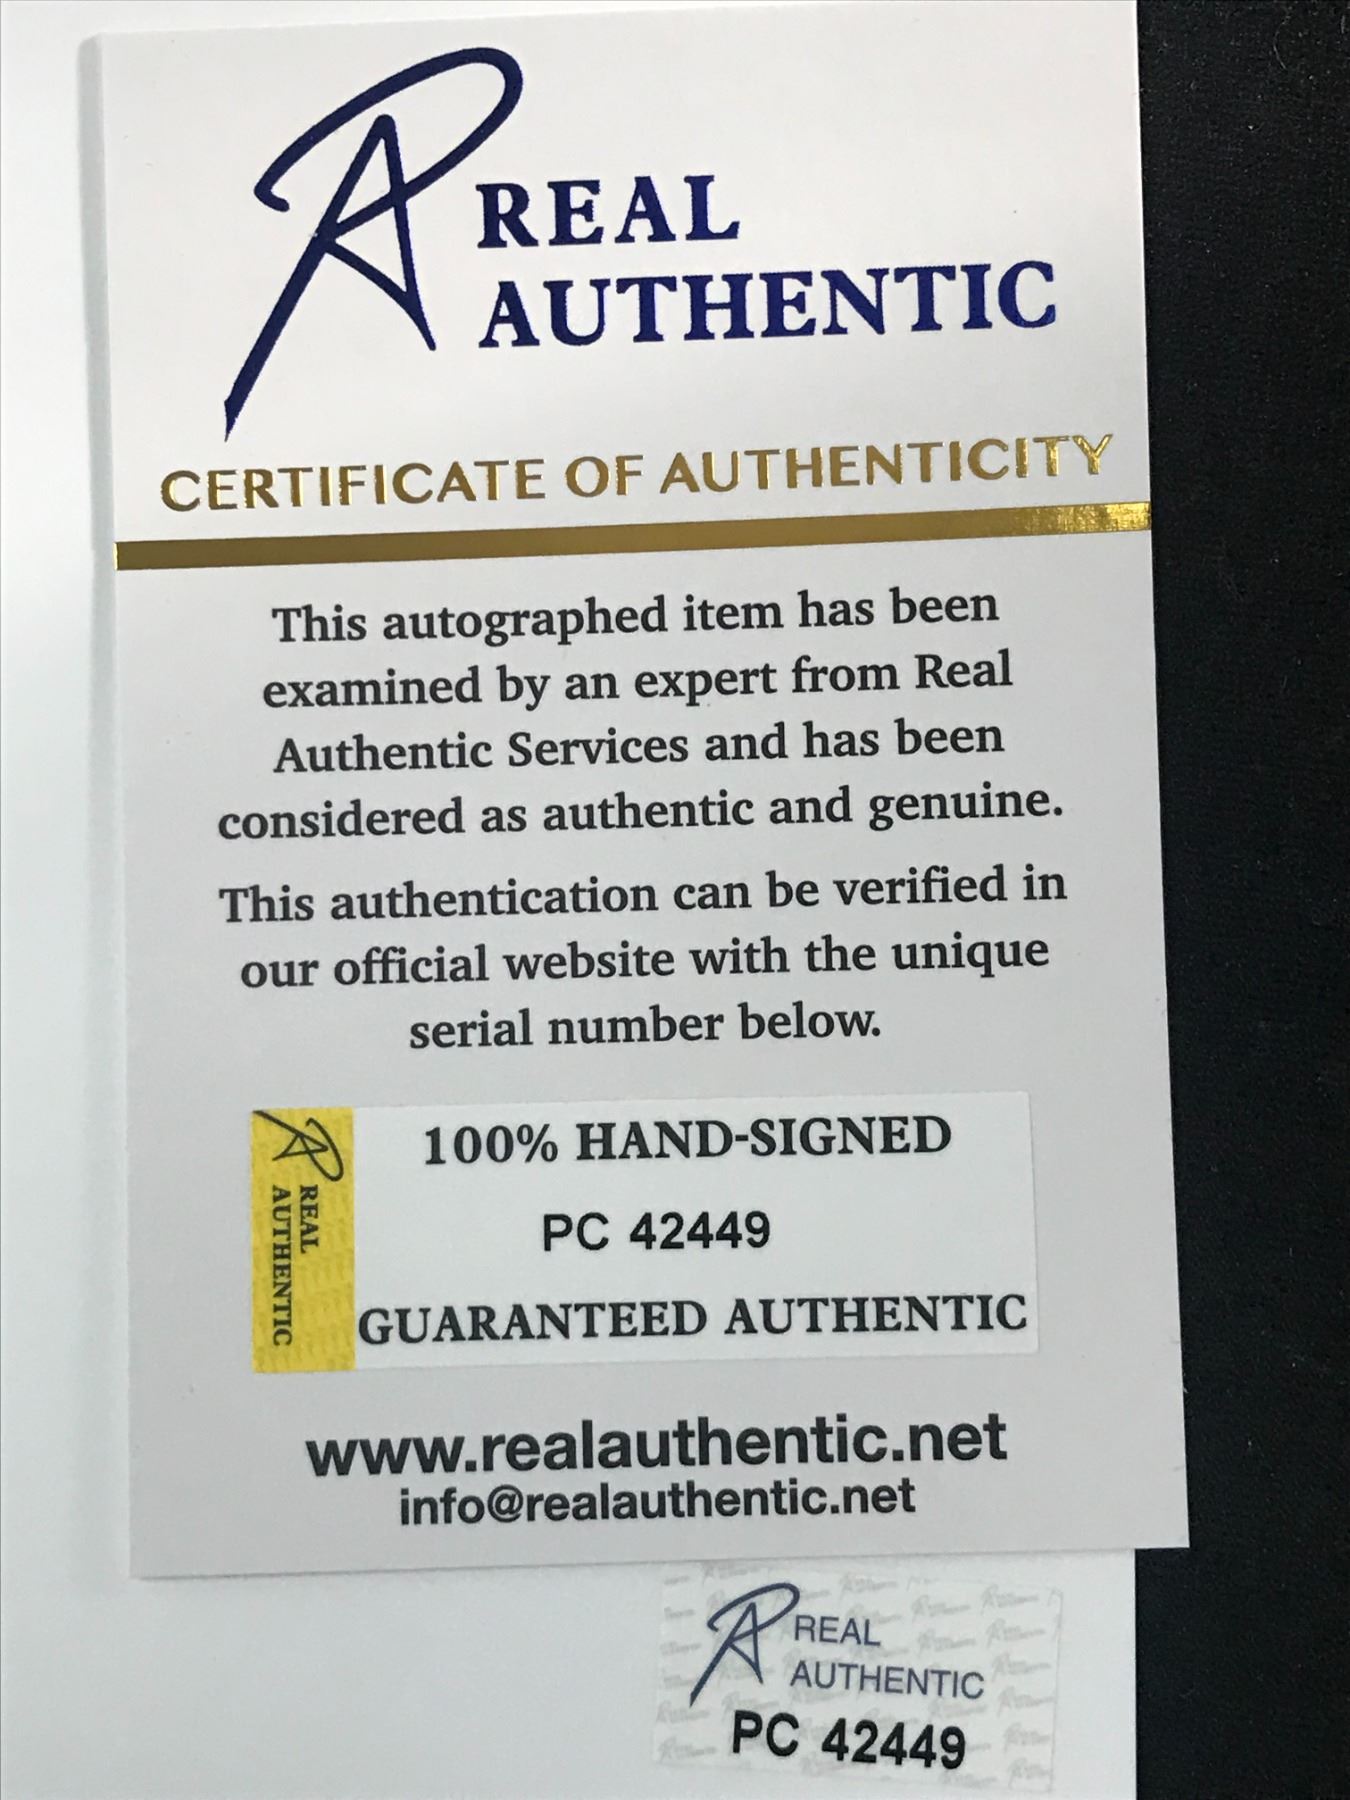 REAL
AUTHENTIC
CERTIFICATE OF AUTHENTICITY
This autographed item has been
examined by an expert from Real
Authentic Services and has been
considered as authentic and genuine.
This authentication can be verified in
our official website with the unique
serial number below.
REAL
AUTHENTIC
100% HAND-SIGNED
PC 42449
GUARANTEED AUTHENTIC
www.realauthentic.net
info@realauthentic.net
REAL
AUTHENTIC
PC 42449